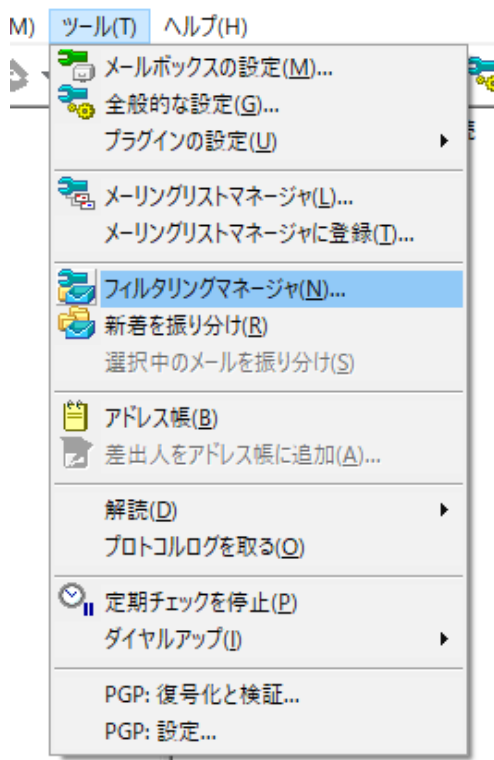 M) ツール(T) ヘルプ(H)
メールボックスの設定(M)...
全般的な設定(G)...
プラグインの設定(U)
メーリングリストマネージャ(L)...
メーリングリストマネージャに登録(T)...
フィルタリングマネージャ(N)...
新着を振り分け(R)
選択中のメールを振り分け(S)
アドレス帳(B)
差出人をアドレス帳に追加(A)...
解読(D)
プロトコルログを取る(O)
定期チェックを停止(P)
ダイヤルアップ(I)
PGP: 復号化と検証...
PGP: 設定...